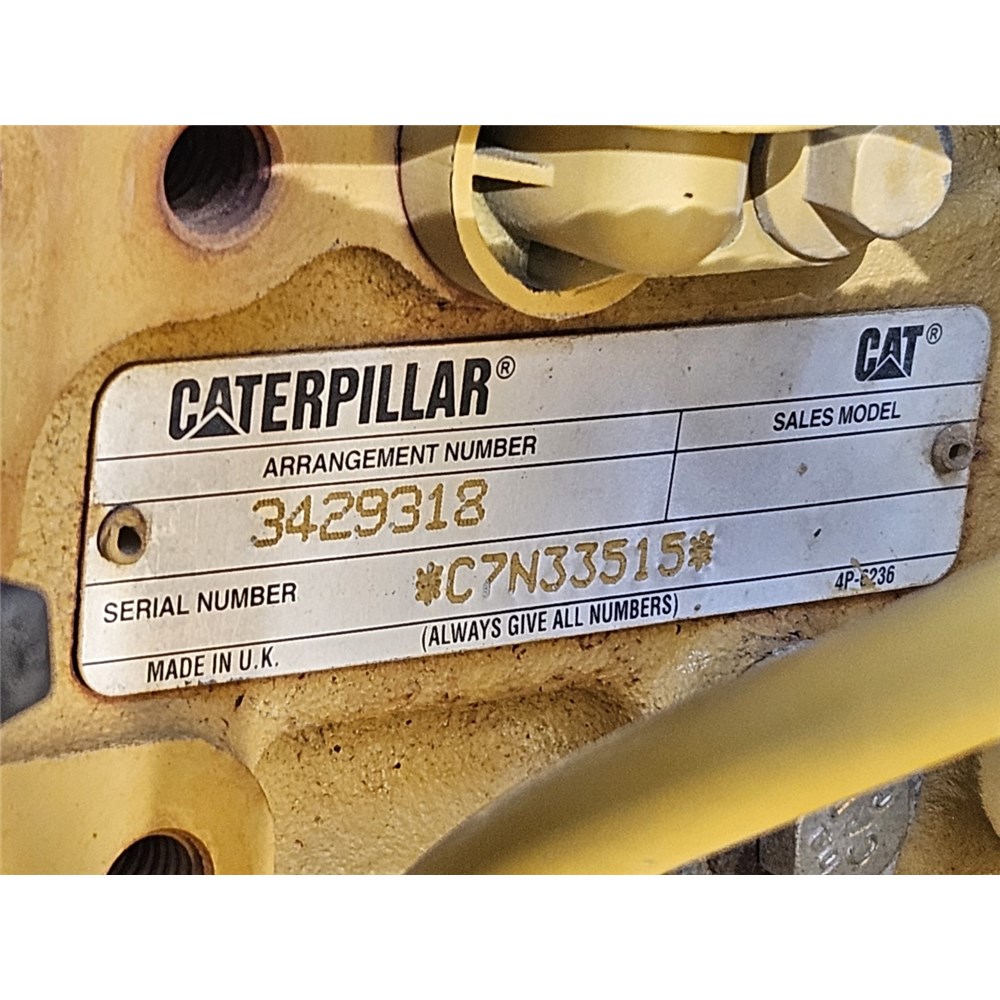 CATERPILLAR® CAT®
ARRANGEMENT NUMBER SALES MODEL
3429318
SERIAL NUMBER *C7N33515*
MADE IN U.K. (ALWAYS GIVE ALL NUMBERS) 4P-6236